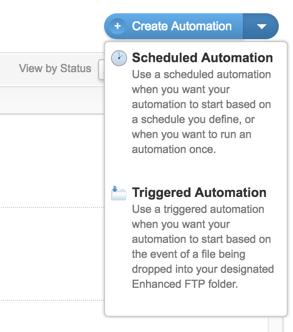 + Create Automation
View by Status
Scheduled Automation
Use a scheduled automation
when you want your
automation to start based on
a schedule you define, or
when you want to run an
automation once.
Triggered Automation
Use a triggered automation
when you want your
automation to start based on
the event of a file being
dropped into your designated
Enhanced FTP folder.